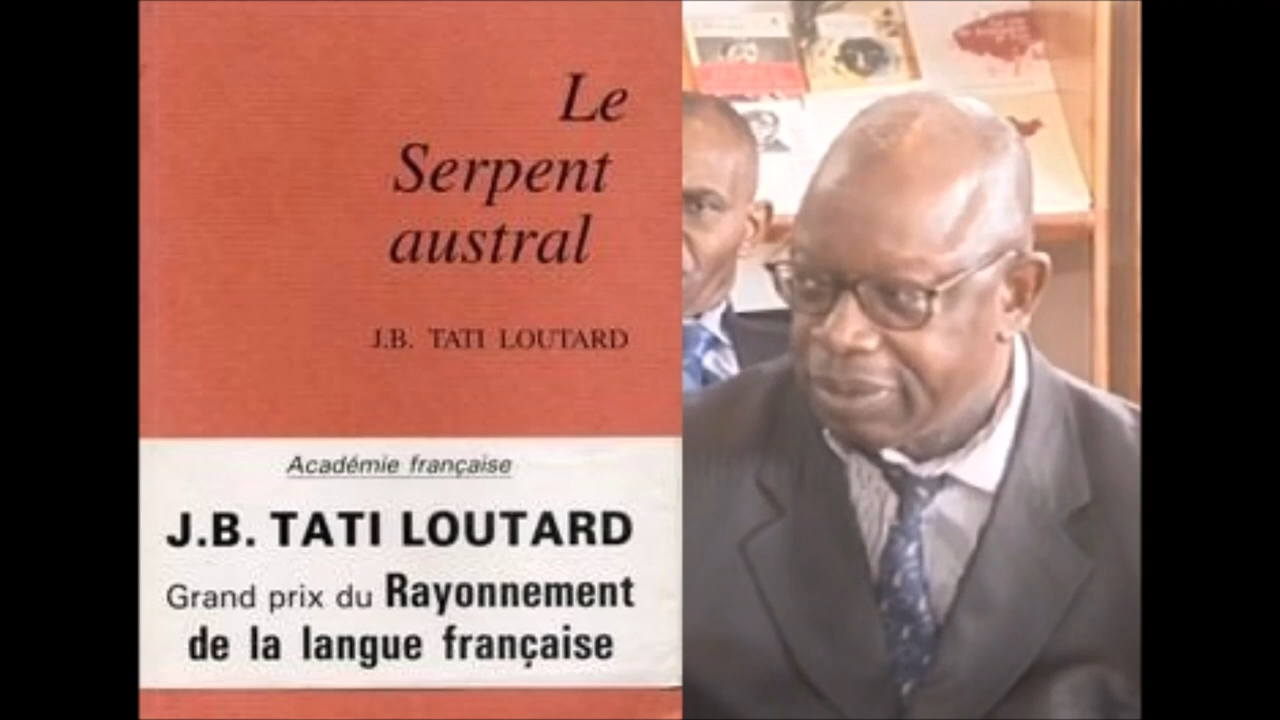 Le
Serpent
austral
J.B. TATI LOUTARD
Académie française
J.B. TATI LOUTARD
Grand prix du Rayonnement
de la langue française